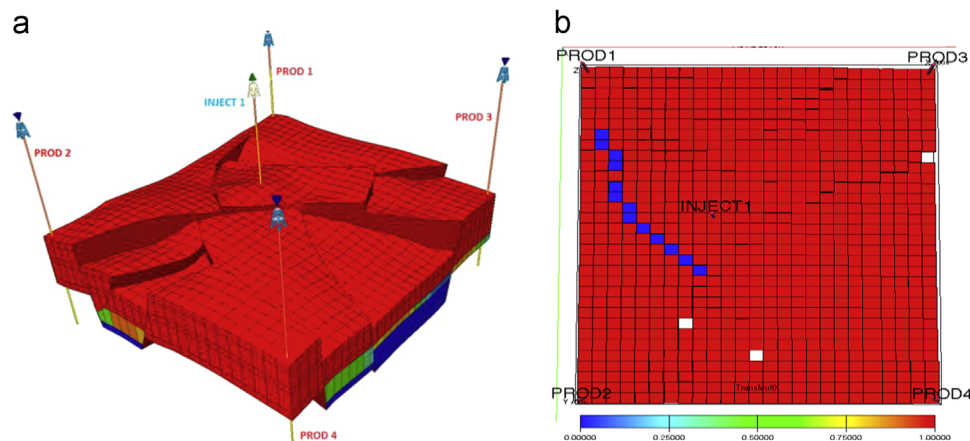 a
PROD 1
INJECT 1
PROD 3
PROD 2
PROD 4
b
PROD1
PROD3
Z
INJECT1
TransMultX
PROD2
PROD4
0.00000 0.25000 0.50000 0.75000 1.00000